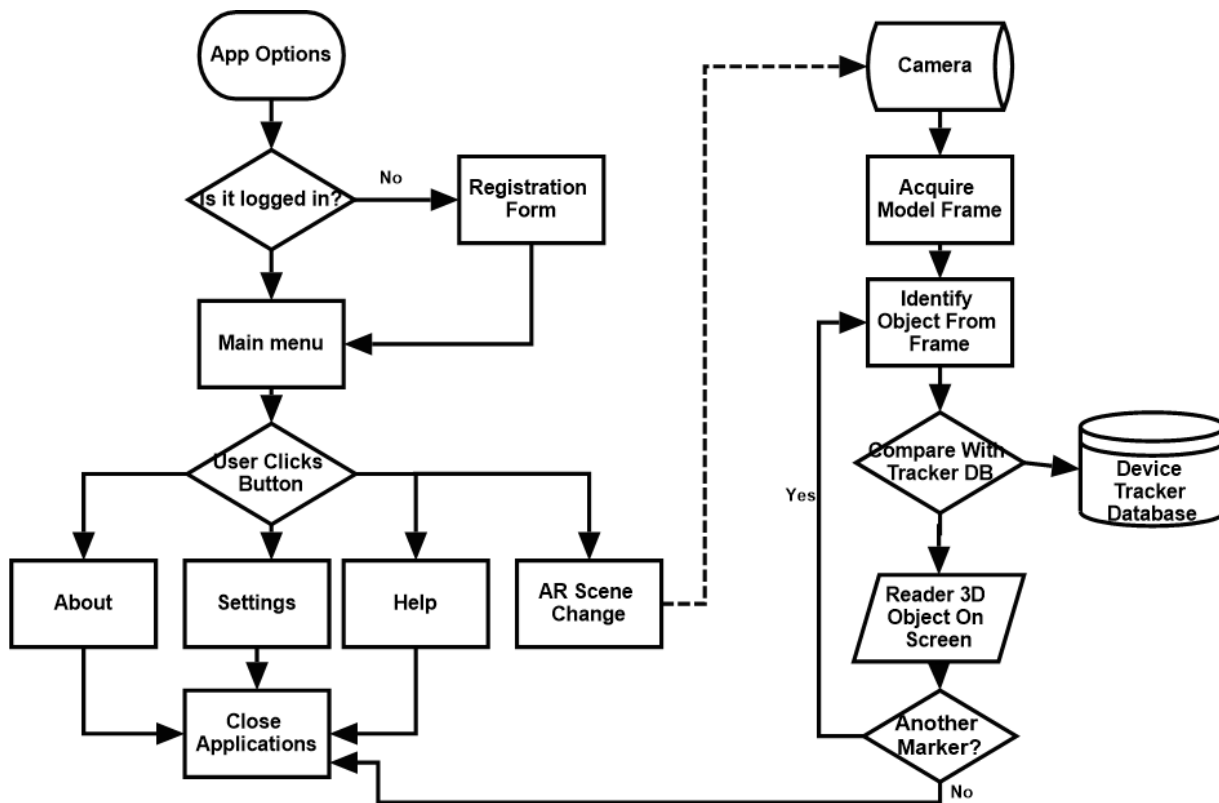 App Options
Is it logged in?
No
Registration
Form
Main menu
User Clicks
Button
About
Settings
Help
AR Scene
Change
Close
Applications
Camera
Acquire
Model Frame
Identify
Object From
Frame
Compare With
Tracker DB
Device
Tracker
Database
Yes
Reader 3D
Object On
Screen
Another
Marker?
No